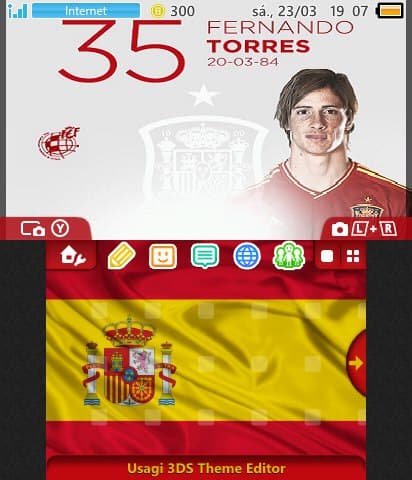 Internet
300
sá., 23/03
19 07
35
FERNANDO
TORRES
20-03-84
Y
L+R
Usagi 3DS Theme Editor